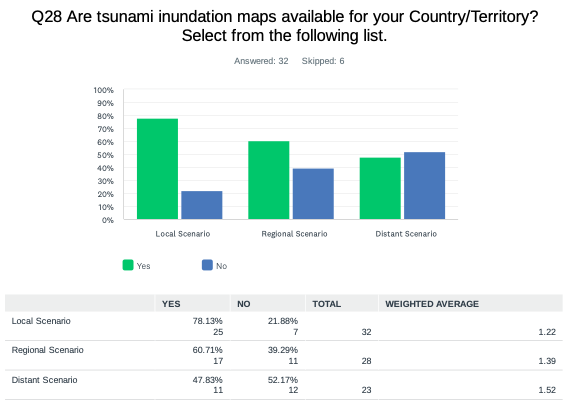 Q28 Are tsunami inundation maps available for your Country/Territory?
Select from the following list.
Answered: 32 Skipped: 6
100%
90%
80%
70%
60%
50%
40%
30%
20%
10%
0%
Local Scenario Regional Scenario Distant Scenario
Yes No
YES NO TOTAL WEIGHTED AVERAGE
Local Scenario 78.13% 21.88%
25 7 32 1.22
Regional Scenario 60.71% 39.29%
17 11 28 1.39
Distant Scenario 47.83% 52.17%
11 12 23 1.52